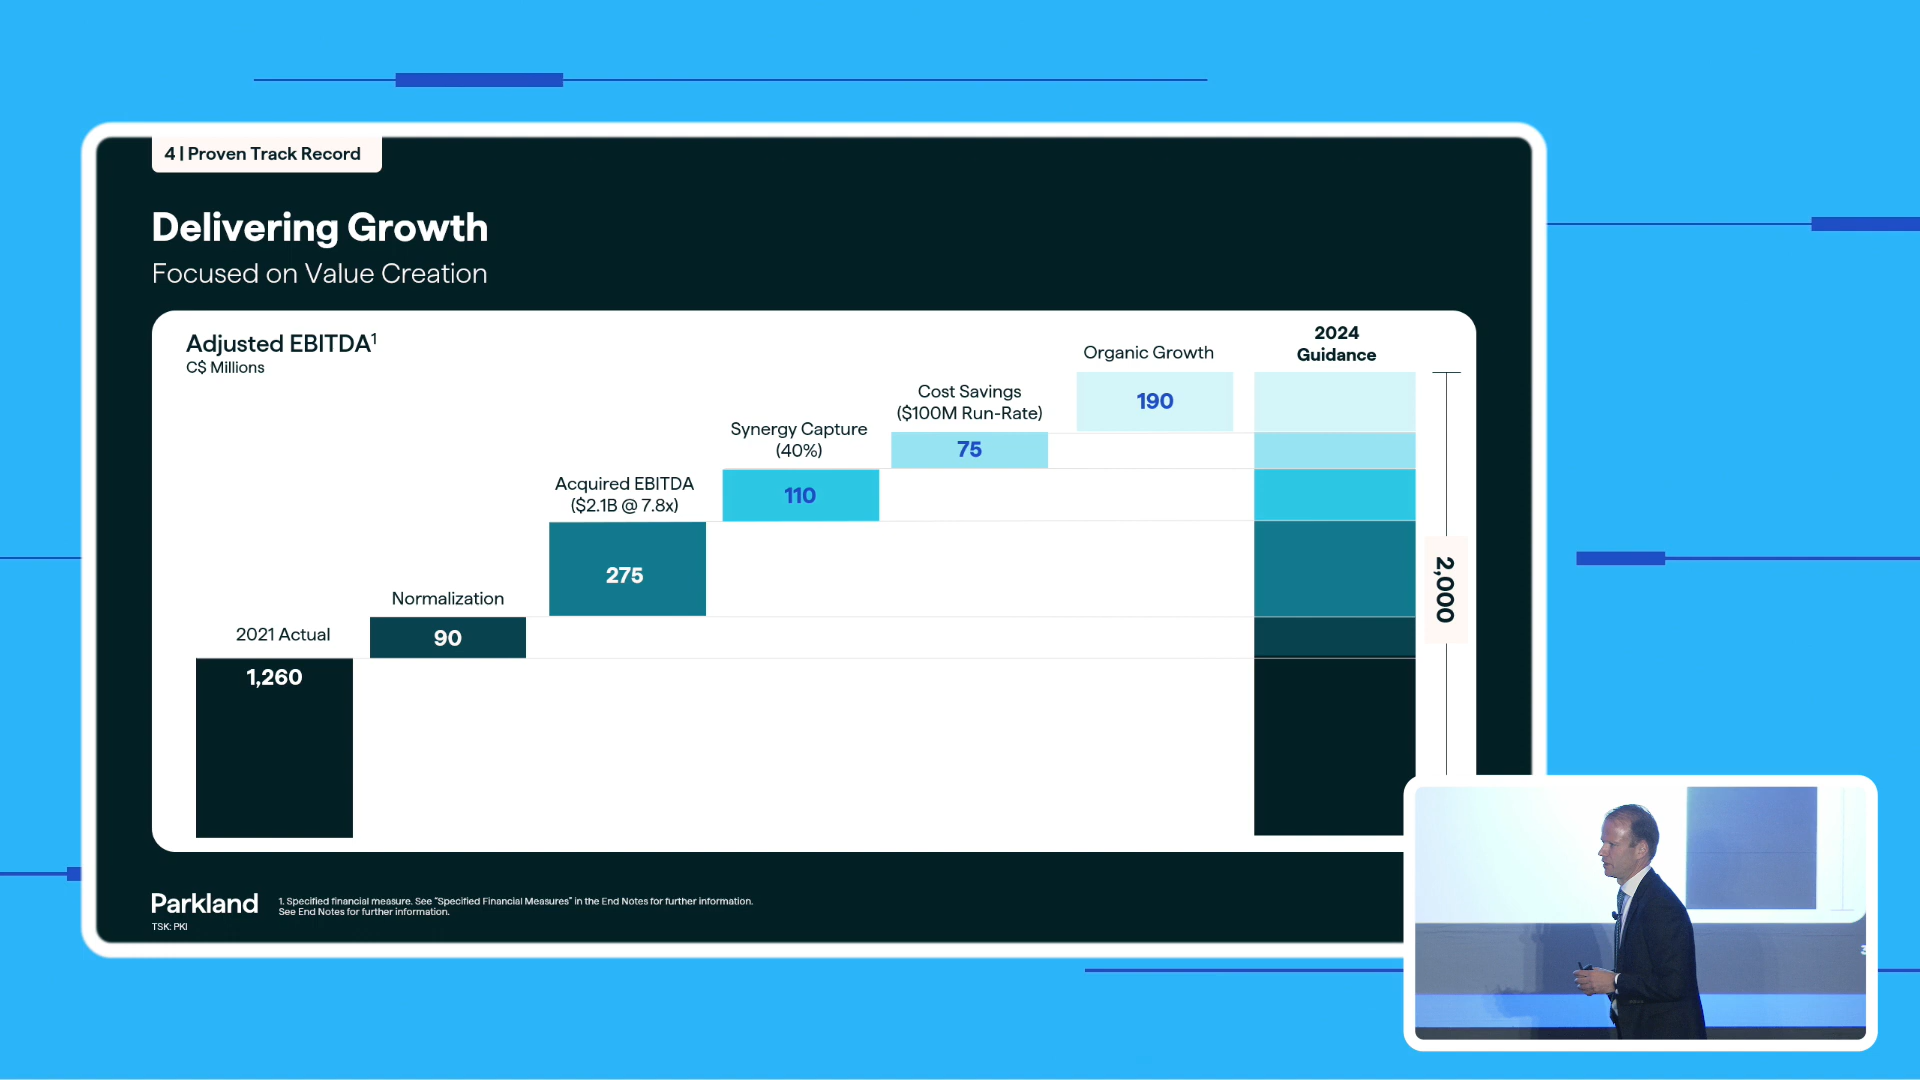 4 | Proven Track Record
Delivering Growth
Focused on Value Creation
Adjusted EBITDA1
C$ Millions
2021 Actual
1,260
Normalization
90
Acquired EBITDA
($2.1B @ 7.8x)
275
Synergy Capture
(40%)
110
Cost Savings
($100M Run-Rate)
75
Organic Growth
190
2024
Guidance
2,000
Parkland
TSK: PKI
1. Specified financial measure. See "Specified Financial Measures" in the End Notes for further information.
See End Notes for further information.